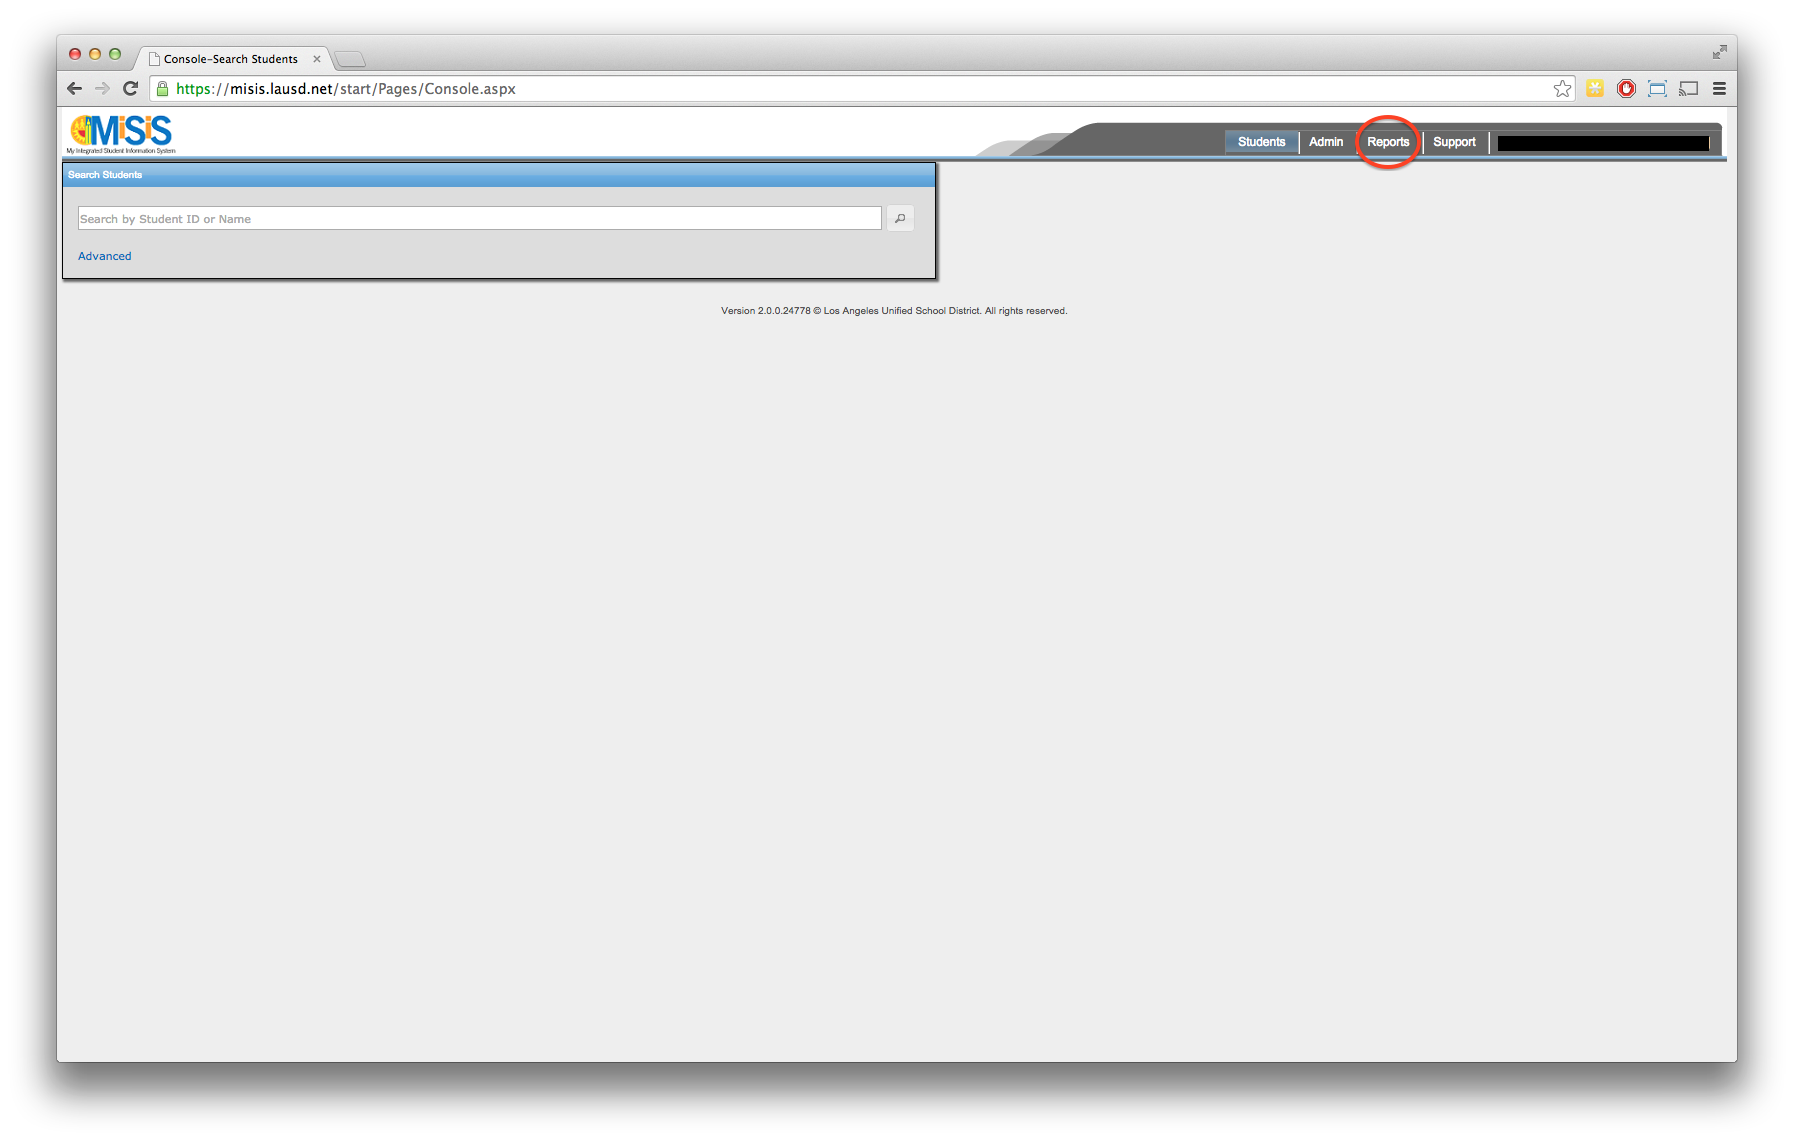 Console-Search Students
https://misis.lausd.net/start/Pages/Console.aspx
MiSiS
My Integrated Student Information System
Students
Admin
Reports
Support
Search Students
Search by Student ID or Name
Advanced
Version 2.0.0.24778 © Los Angeles Unified School District. All rights reserved.